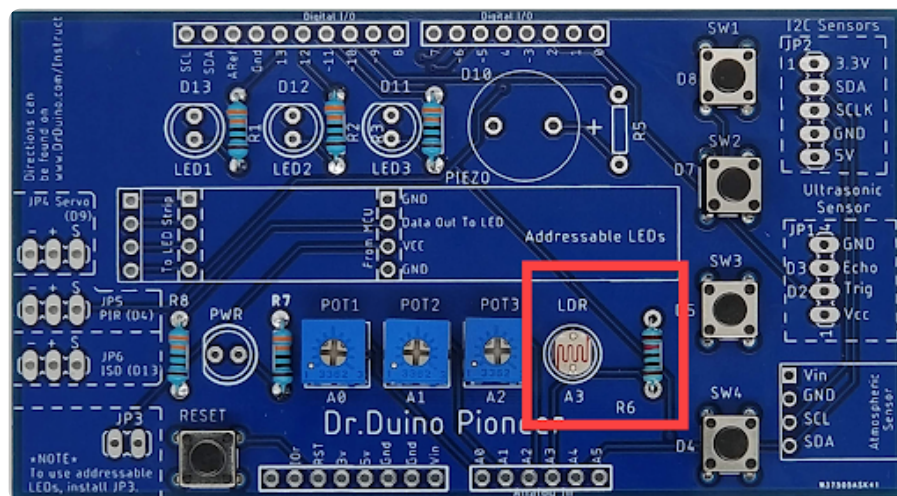 Digital I/O
Digital I/O
SCL
SDA
ARef
Gnd
13
12
~11
~10
~9
8
7
~6
~5
4
~3
2
1
0
SW1
I2C Sensors
JP2
1
3.3V
SDA
SCLK
GND
5V
D8
D13
D12
D11
D10
R1
R2
R3
R5
+
LED1
LED2
LED3
PIEZO
Directions can
be found on
www.DrDuino.com/Instruct
SW2
D7
Ultrasonic
Sensor
JP1
GND
D3
Echo
D2
Trig
Vcc
1
JP4 Servo
(D9)
- + S
To LED Strip
From MCU
GND
Data Out To LED
VCC
GND
Addressable LEDs
SW3
D5
- + S
JP5
PIR (D4)
- + S
JP6
ISO (D13
R8
PWR
R7
POT1
POT2
POT3
LDR
A0
A1
A2
A3
R6
SW4
D4
Vin
GND
SCL
SDA
Atmospheric
Sensor
JP3
RESET
Dr.Duino Pioneer
*NOTE*
To use addressable
LEDs, install JP3.
Ior
RST
3v
5v
Gnd
Gnd
Vin
A0
A1
A2
A3
A4
A5